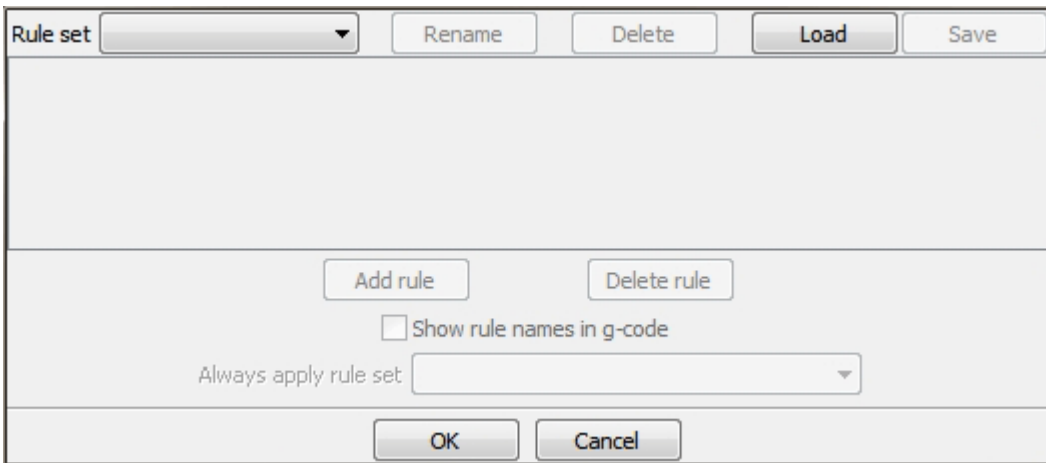 Rule set Rename Delete Load Save
Add rule Delete rule
Show rule names in g-code
Always apply rule set
OK Cancel